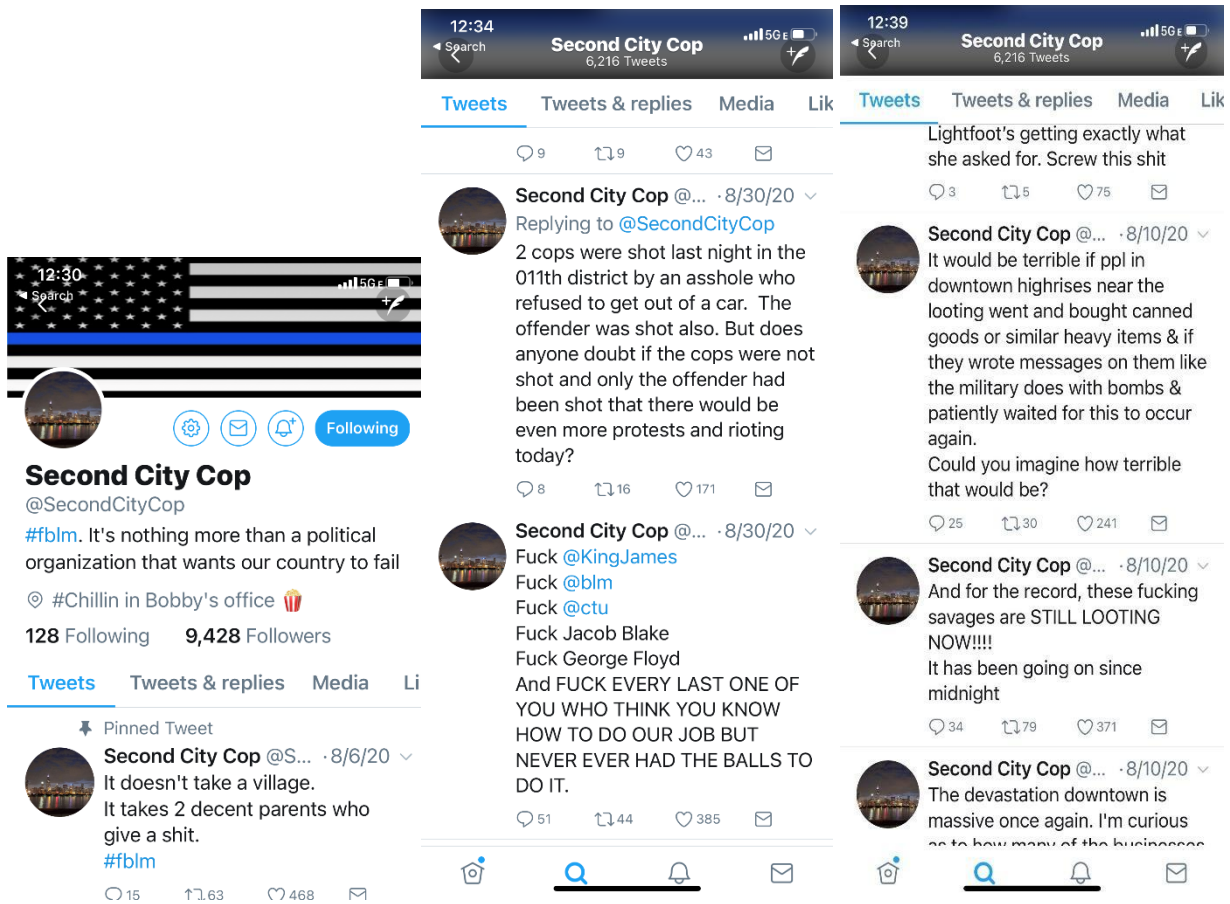 12:30
Search
5GE
Following
Second City Cop
@SecondCityCop
#fblm. It's nothing more than a political
organization that wants our country to fail
#Chillin in Bobby's office 🍿
128 Following 9,428 Followers
Tweets Tweets & replies Media Li
Pinned Tweet
Second City Cop @S... · 8/6/20
It doesn't take a village.
It takes 2 decent parents who
give a shit.
#fblm
15 63 468
12:34
Search
5GE
Second City Cop
6,216 Tweets
Tweets Tweets & replies Media Lik
9 9 43
Second City Cop @... · 8/30/20
Replying to @SecondCityCop
2 cops were shot last night in the
011th district by an asshole who
refused to get out of a car. The
offender was shot also. But does
anyone doubt if the cops were not
shot and only the offender had
been shot that there would be
even more protests and rioting
today?
8 16 171
Second City Cop @... · 8/30/20
Fuck @KingJames
Fuck @blm
Fuck @ctu
Fuck Jacob Blake
Fuck George Floyd
And FUCK EVERY LAST ONE OF
YOU WHO THINK YOU KNOW
HOW TO DO OUR JOB BUT
NEVER EVER HAD THE BALLS TO
DO IT.
51 44 385
12:39
Search
5GE
Second City Cop
6,216 Tweets
Tweets Tweets & replies Media Lik
Lightfoot's getting exactly what
she asked for. Screw this shit
3 5 75
Second City Cop @... · 8/10/20
It would be terrible if ppl in
downtown highrises near the
looting went and bought canned
goods or similar heavy items & if
they wrote messages on them like
the military does with bombs &
patiently waited for this to occur
again.
Could you imagine how terrible
that would be?
25 30 241
Second City Cop @... · 8/10/20
And for the record, these fucking
savages are STILL LOOTING
NOW!!!!
It has been going on since
midnight
34 79 371
Second City Cop @... · 8/10/20
The devastation downtown is
massive once again. I'm curious
as to how many of the businesses